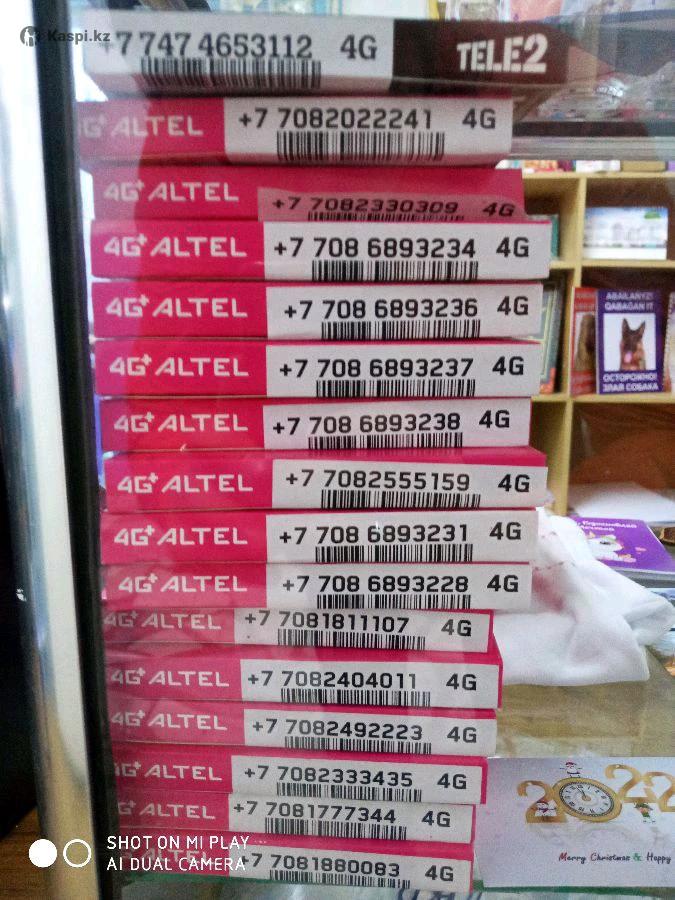 Kaspi.kz
+7 747 4653112 4G TELE2
4G+ ALTEL +7 7082022241 4G
4G+ ALTEL +7 7082330309 4G
4G+ ALTEL +7 708 6893234 4G
4G+ ALTEL +7 708 6893236 4G
4G+ ALTEL +7 708 6893237 4G
4G+ ALTEL +7 708 6893238 4G
4G+ ALTEL +7 7082555159 4G
4G+ ALTEL +7 708 6893231 4G
4G+ ALTEL +7 708 6893228 4G
4G+ ALTEL +7 7081811107 4G
4G+ ALTEL +7 7082404011 4G
4G+ ALTEL +7 7082492223 4G
4G+ ALTEL +7 7082333435 4G
4G+ ALTEL +7 7081777344 4G
ALTEL +7 7081880083 4G
ABAILAŃYZ!
QABAĞAN IT
ОСТОРОЖНО!
ЗЛАЯ СОБАКА
2022
Merry Christmas & Happy
SHOT ON MI PLAY
AI DUAL CAMERA